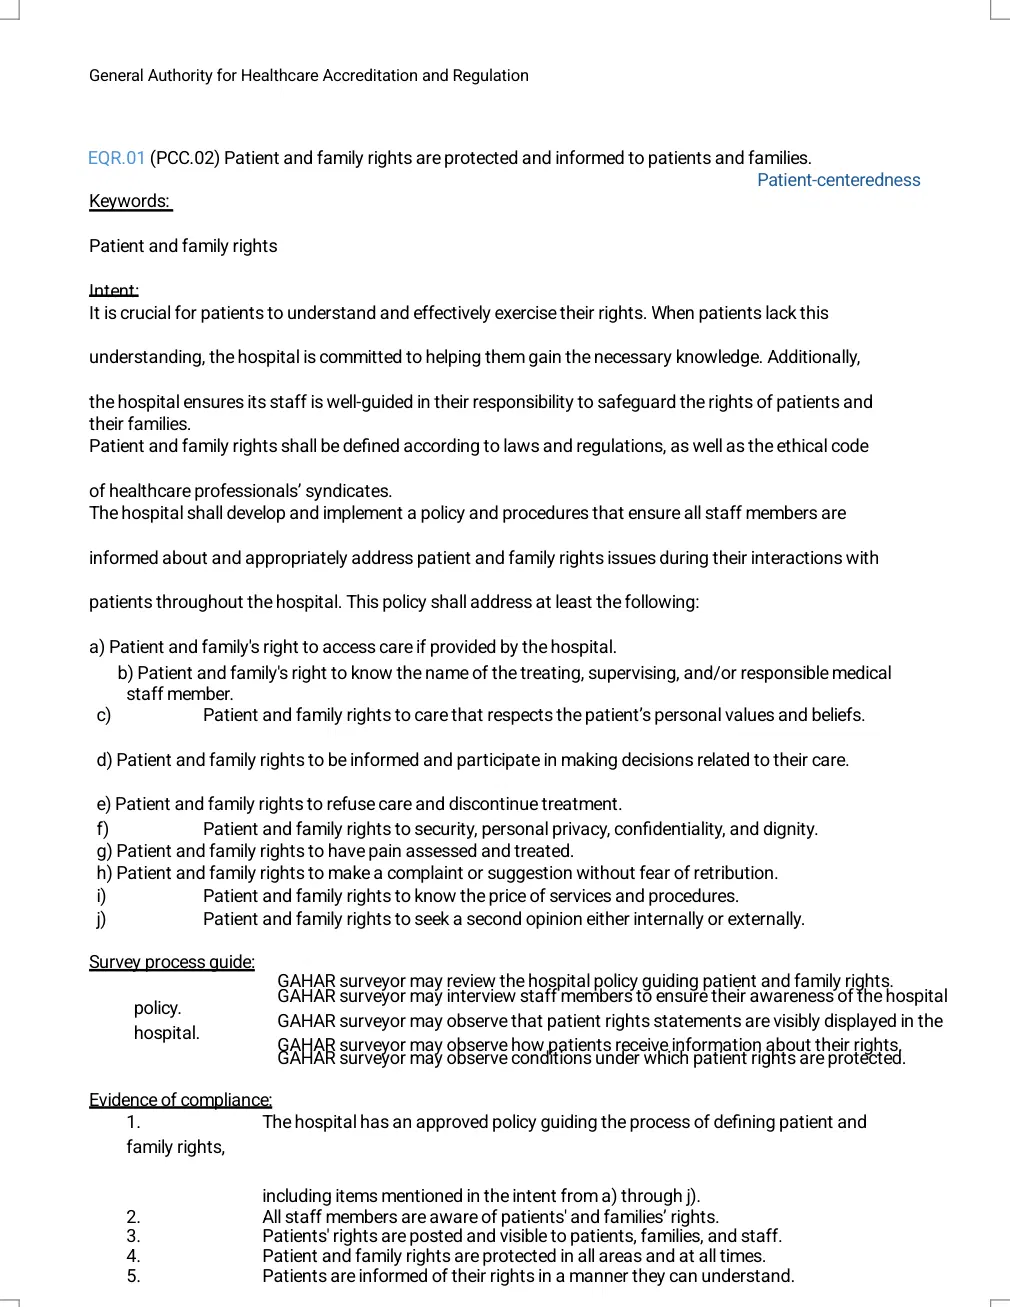 General Authority for Healthcare Accreditation and Regulation
EQR.01 (PCC.02) Patient and family rights are protected and informed to patients and families.
Patient-centeredness
Keywords:
Patient and family rights
Intent:
It is crucial for patients to understand and effectively exercise their rights. When patients lack this
understanding, the hospital is committed to helping them gain the necessary knowledge. Additionally,
the hospital ensures its staff is well-guided in their responsibility to safeguard the rights of patients and
their families.
Patient and family rights shall be defined according to laws and regulations, as well as the ethical code
of healthcare professionals’ syndicates.
The hospital shall develop and implement a policy and procedures that ensure all staff members are
informed about and appropriately address patient and family rights issues during their interactions with
patients throughout the hospital. This policy shall address at least the following:
a) Patient and family's right to access care if provided by the hospital.
b) Patient and family's right to know the name of the treating, supervising, and/or responsible medical
staff member.
c) Patient and family rights to care that respects the patient’s personal values and beliefs.
d) Patient and family rights to be informed and participate in making decisions related to their care.
e) Patient and family rights to refuse care and discontinue treatment.
f) Patient and family rights to security, personal privacy, confidentiality, and dignity.
g) Patient and family rights to have pain assessed and treated.
h) Patient and family rights to make a complaint or suggestion without fear of retribution.
i) Patient and family rights to know the price of services and procedures.
j) Patient and family rights to seek a second opinion either internally or externally.
Survey process guide:
GAHAR surveyor may review the hospital policy guiding patient and family rights.
GAHAR surveyor may interview staff members to ensure their awareness of the hospital
policy.
GAHAR surveyor may observe that patient rights statements are visibly displayed in the
hospital.
GAHAR surveyor may observe how patients receive information about their rights.
GAHAR surveyor may observe conditions under which patient rights are protected.
Evidence of compliance:
1. The hospital has an approved policy guiding the process of defining patient and
family rights,
including items mentioned in the intent from a) through j).
2. All staff members are aware of patients' and families’ rights.
3. Patients' rights are posted and visible to patients, families, and staff.
4. Patient and family rights are protected in all areas and at all times.
5. Patients are informed of their rights in a manner they can understand.